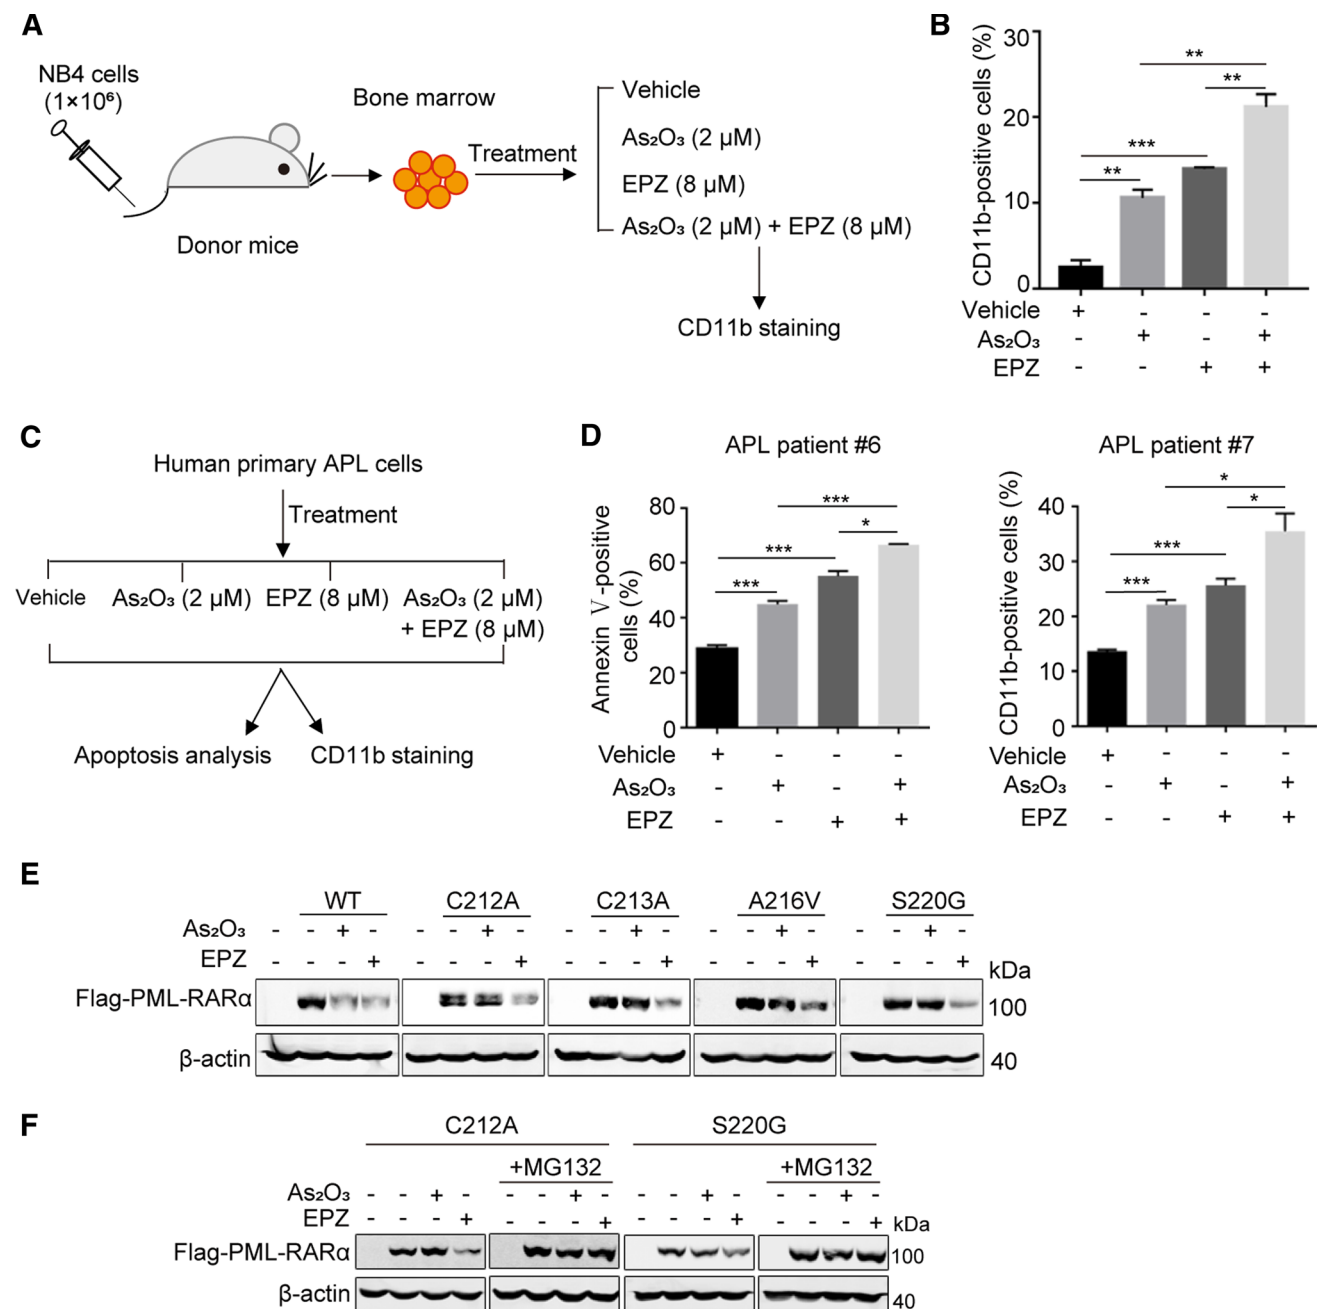 A
NB4 cells
(1×10⁶)
Donor mice
Bone marrow
Treatment
Vehicle
As₂O₃ (2 μM)
EPZ (8 μM)
As₂O₃ (2 μM) + EPZ (8 μM)
CD11b staining
B
CD11b-positive cells (%)
30
20
10
0
**
**
***
**
Vehicle + - - -
As₂O₃ - + - +
EPZ - - + +
C
Human primary APL cells
Treatment
Vehicle As₂O₃ (2 μM) EPZ (8 μM) As₂O₃ (2 μM)
+ EPZ (8 μM)
Apoptosis analysis CD11b staining
D
APL patient #6
Annexin V-positive
cells (%)
80
60
40
20
0
***
*
***
***
Vehicle + - - -
As₂O₃ - + - +
EPZ - - + +
APL patient #7
CD11b-positive cells (%)
40
30
20
10
0
*
*
***
***
Vehicle + - - -
As₂O₃ - + - +
EPZ - - + +
E
WT C212A C213A A216V S220G
As₂O₃ - - + - - - + - - - + - - - + - - - + -
EPZ - - - + - - - + - - - + - - - + - - - +
kDa
Flag-PML-RARα 100
β-actin 40
F
C212A S220G
+MG132 +MG132
As₂O₃ - - + - - - + - - - + - - - + -
EPZ - - - + - - - + - - - + - - - + kDa
Flag-PML-RARα 100
β-actin 40